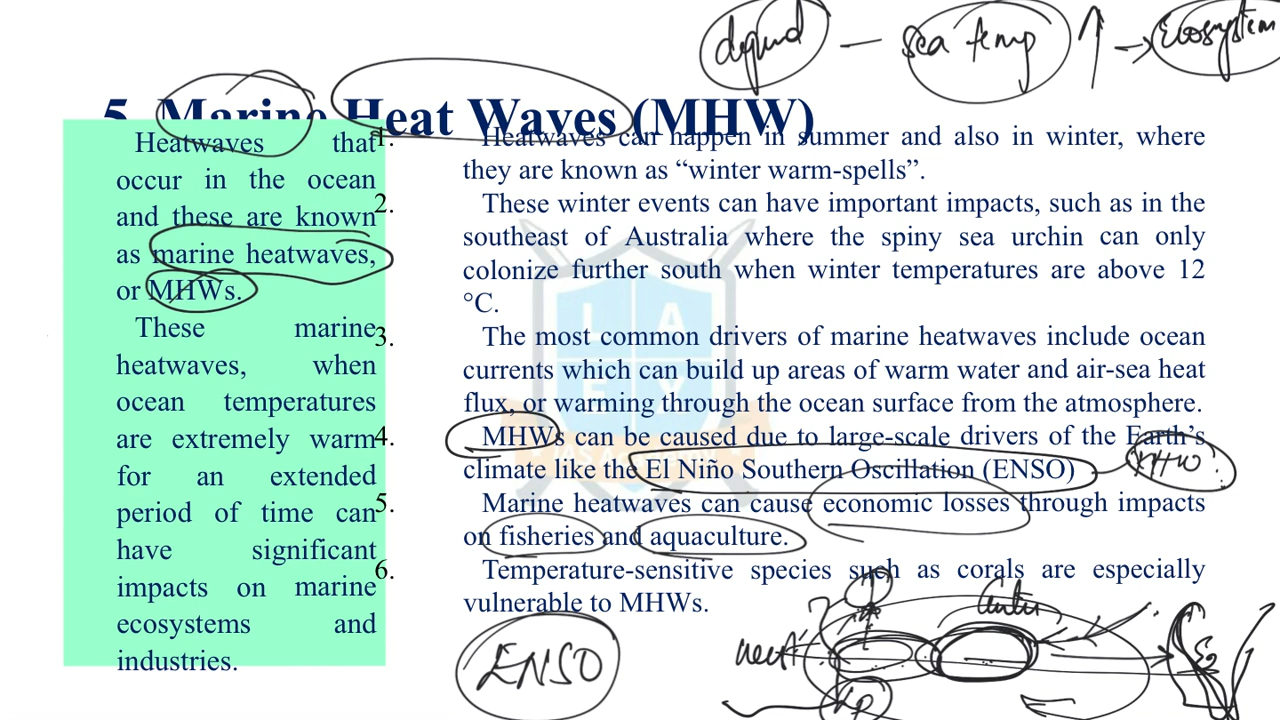 sea temp → Ecosystem
5. Marine Heat Waves (MHW)
Heatwaves that
occur in the ocean
and these are known
as marine heatwaves,
or MHWs.
These marine
heatwaves, when
ocean temperatures
are extremely warm
for an extended
period of time can
have significant
impacts on marine
ecosystems and
industries.
1. Heatwaves can happen in summer and also in winter, where
they are known as “winter warm-spells”.
2. These winter events can have important impacts, such as in the
southeast of Australia where the spiny sea urchin can only
colonize further south when winter temperatures are above 12
°C.
3. The most common drivers of marine heatwaves include ocean
currents which can build up areas of warm water and air-sea heat
flux, or warming through the ocean surface from the atmosphere.
4. MHWs can be caused due to large-scale drivers of the Earth’s
climate like the El Niño Southern Oscillation (ENSO)
MHW
5. Marine heatwaves can cause economic losses through impacts
on fisheries and aquaculture.
6. Temperature-sensitive species such as corals are especially
vulnerable to MHWs.
ENSO
L A
E X
IAS ACADEMY